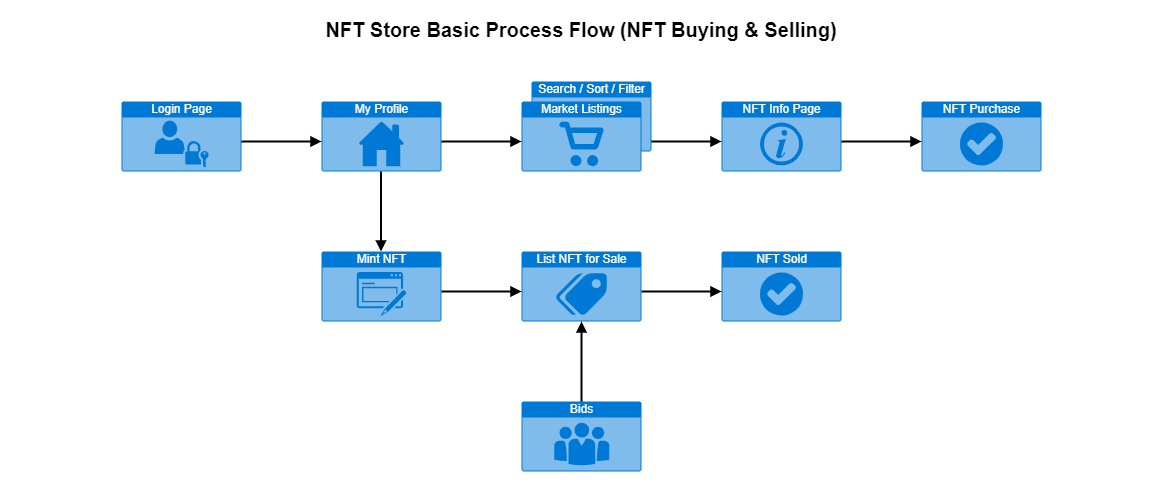 NFT Store Basic Process Flow (NFT Buying & Selling)
Search / Sort / Filter
Login Page
My Profile
Market Listings
NFT Info Page
NFT Purchase
i
Mint NFT
List NFT for Sale
NFT Sold
Bids